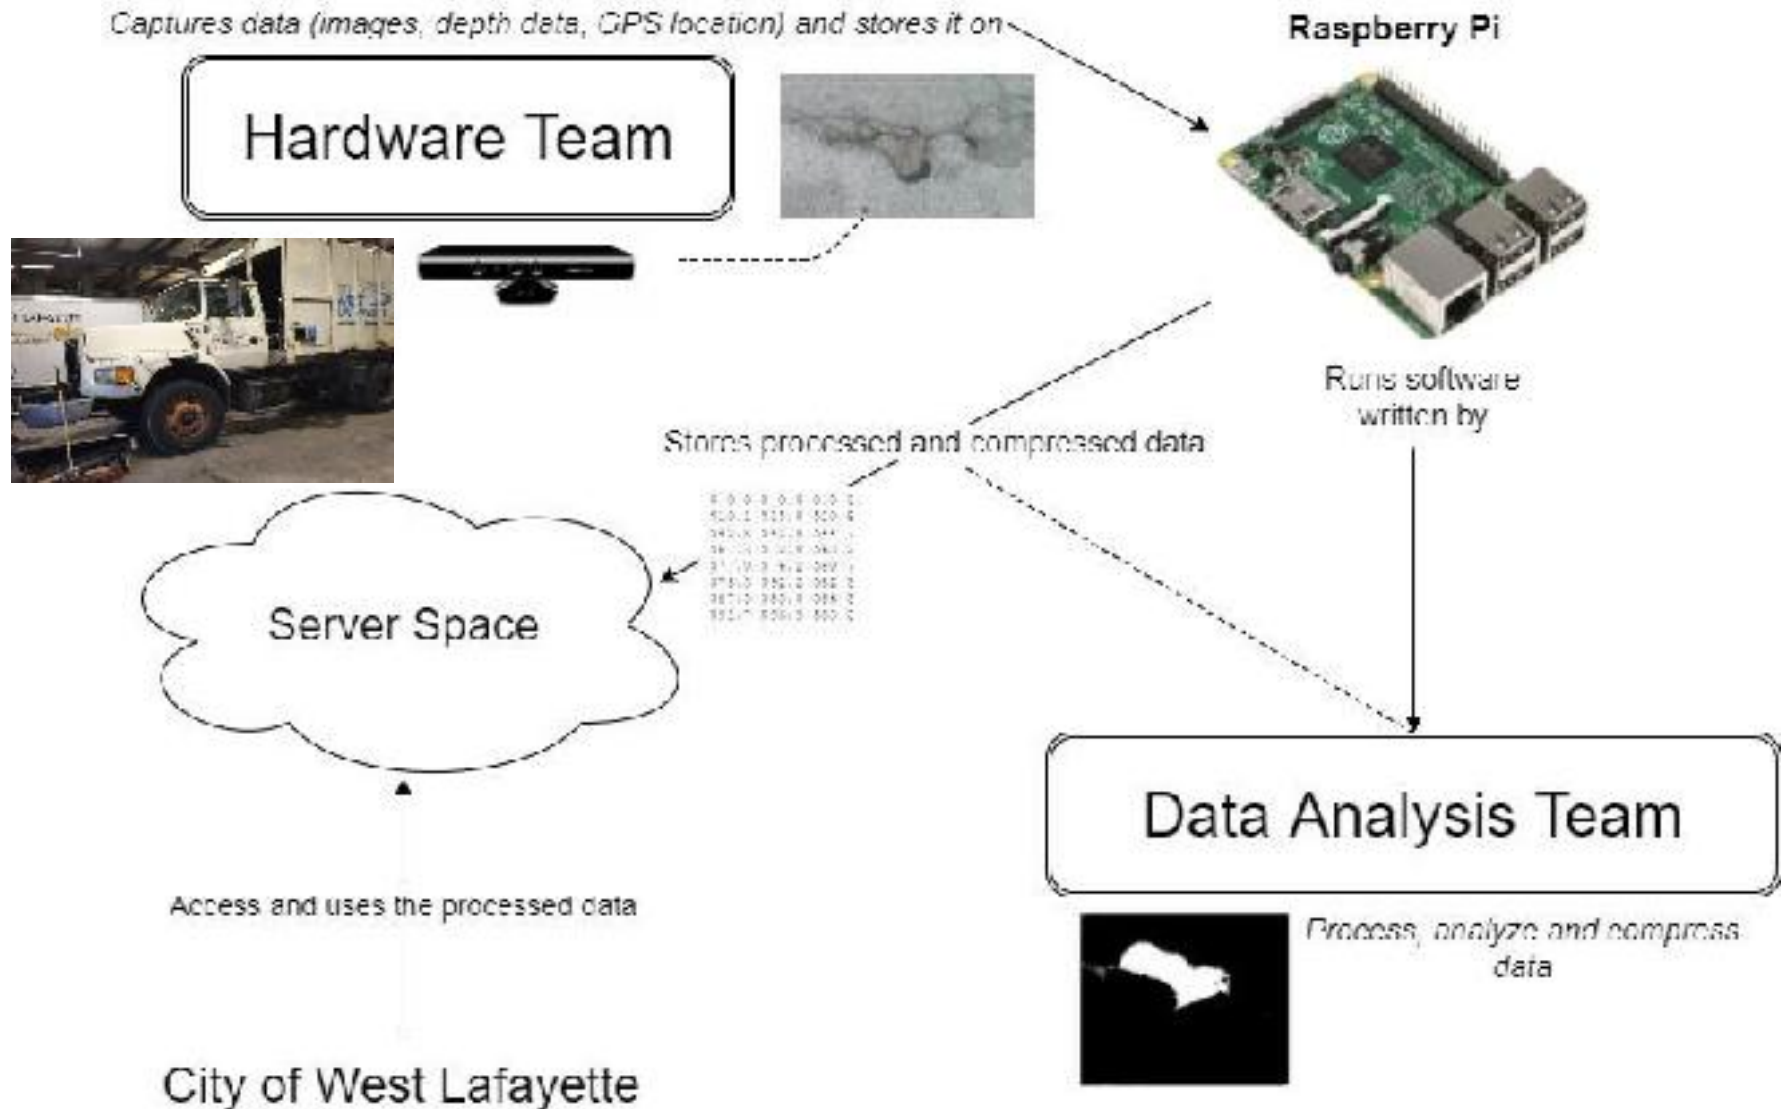 Captures data (images, depth data, GPS location) and stores it on
Raspberry Pi
Hardware Team
Runs software
written by
Stores processed and compressed data
Server Space
Data Analysis Team
Access and uses the processed data
Process, analyze and compress
data
City of West Lafayette